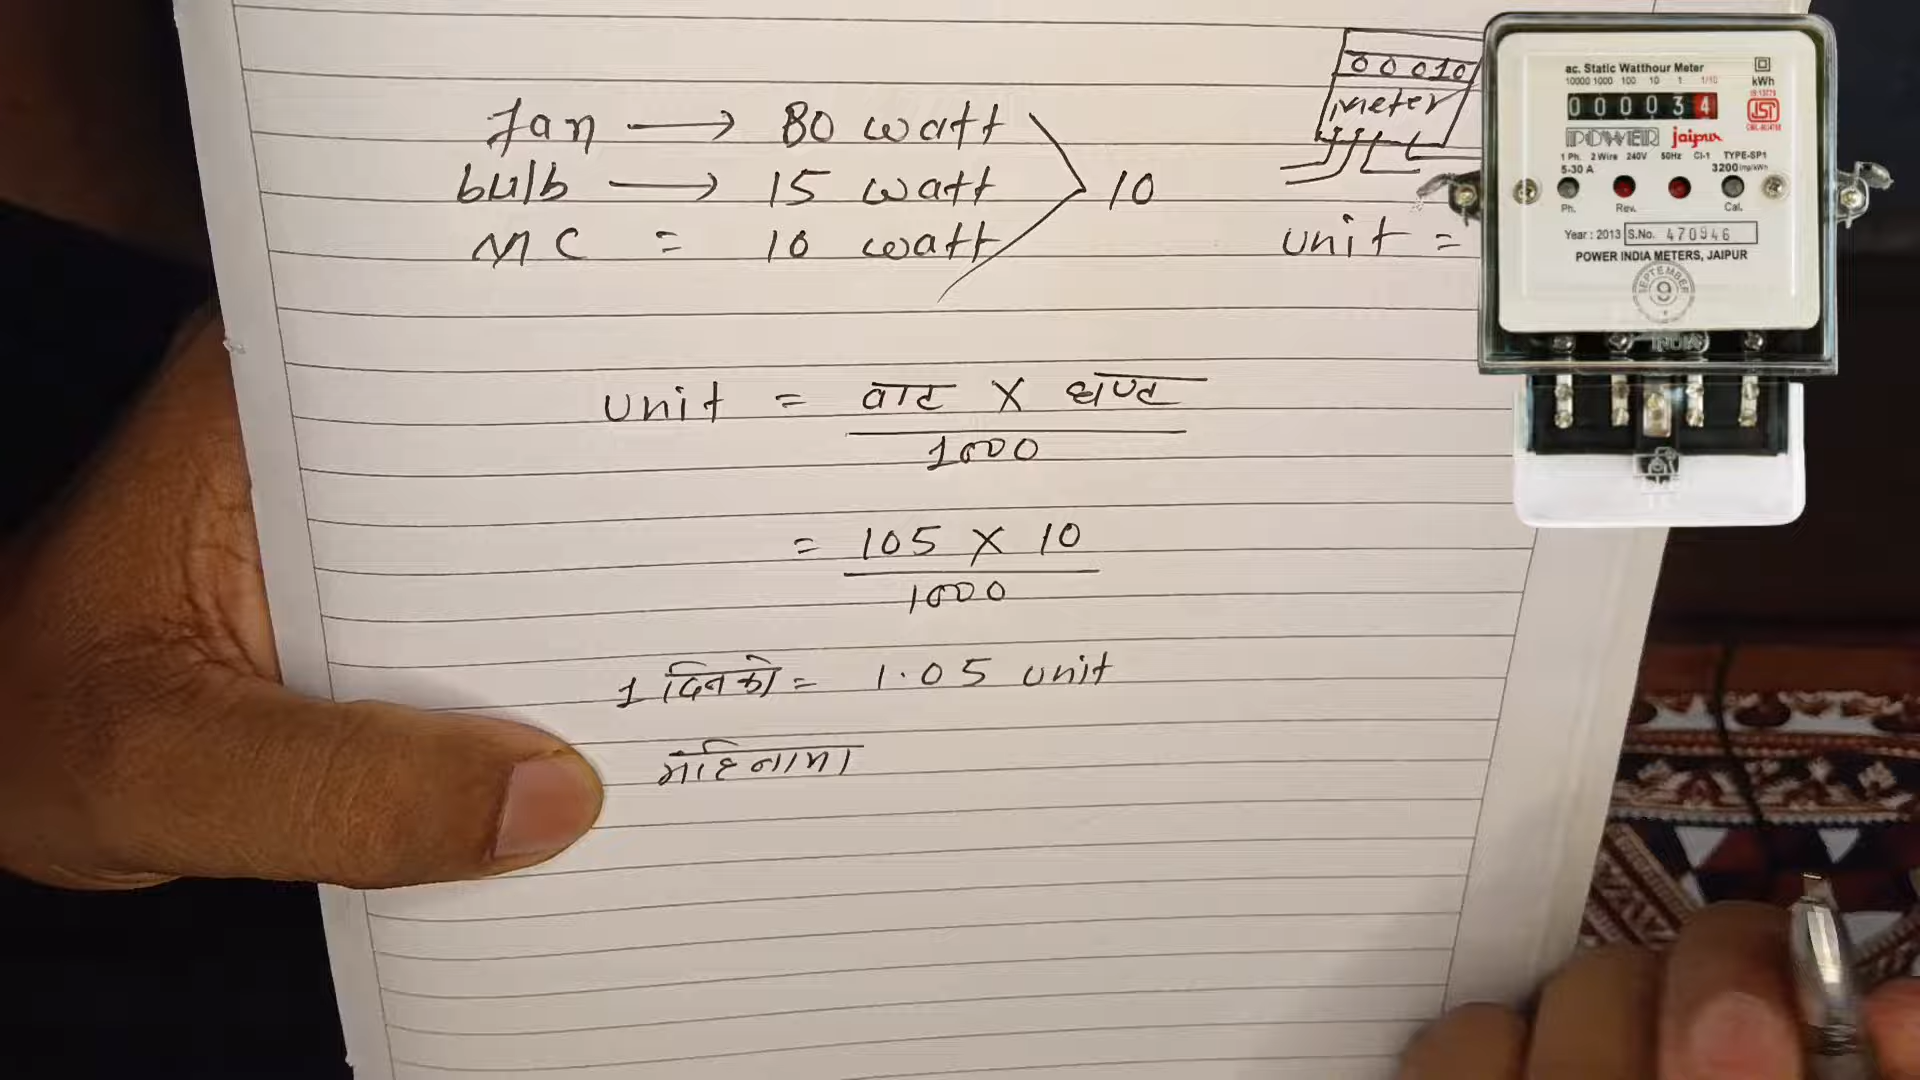 fan → 80 watt
bulb → 15 watt
MC = 10 watt
10
00010
meter
unit =
unit = वाट X घण्ट
1000
= 105 X 10
1000
1 दिनको = 1.05 unit
महिनामा
ac. Static Watthour Meter
10000 1000 100 10 1 1/10
kWh
000034
POWER jaipur
1 Ph. 2 Wire 240V 50Hz Cl-1 TYPE-SP1
5-30 A
3200 imp/kWh
Ph. Rev. Cal.
Year : 2013 S.No. 470946
POWER INDIA METERS, JAIPUR
SEPTEMBER
9
INDIA